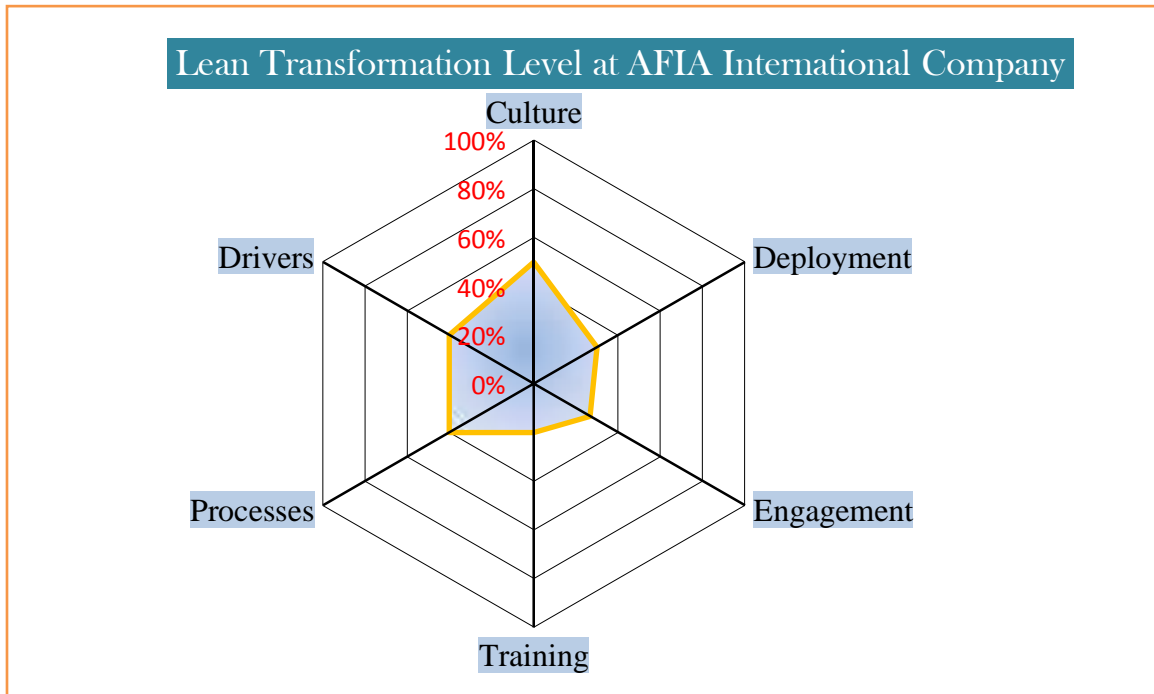 Lean Transformation Level at AFIA International Company
Culture
100%
80%
60%
40%
20%
0%
Drivers
Deployment
Processes
Engagement
Training